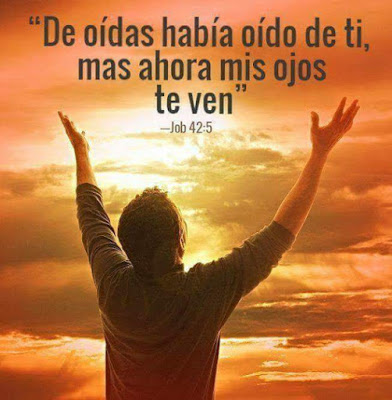 “De oídas había oído de ti,
mas ahora mis ojos
te ven”
—Job 42:5